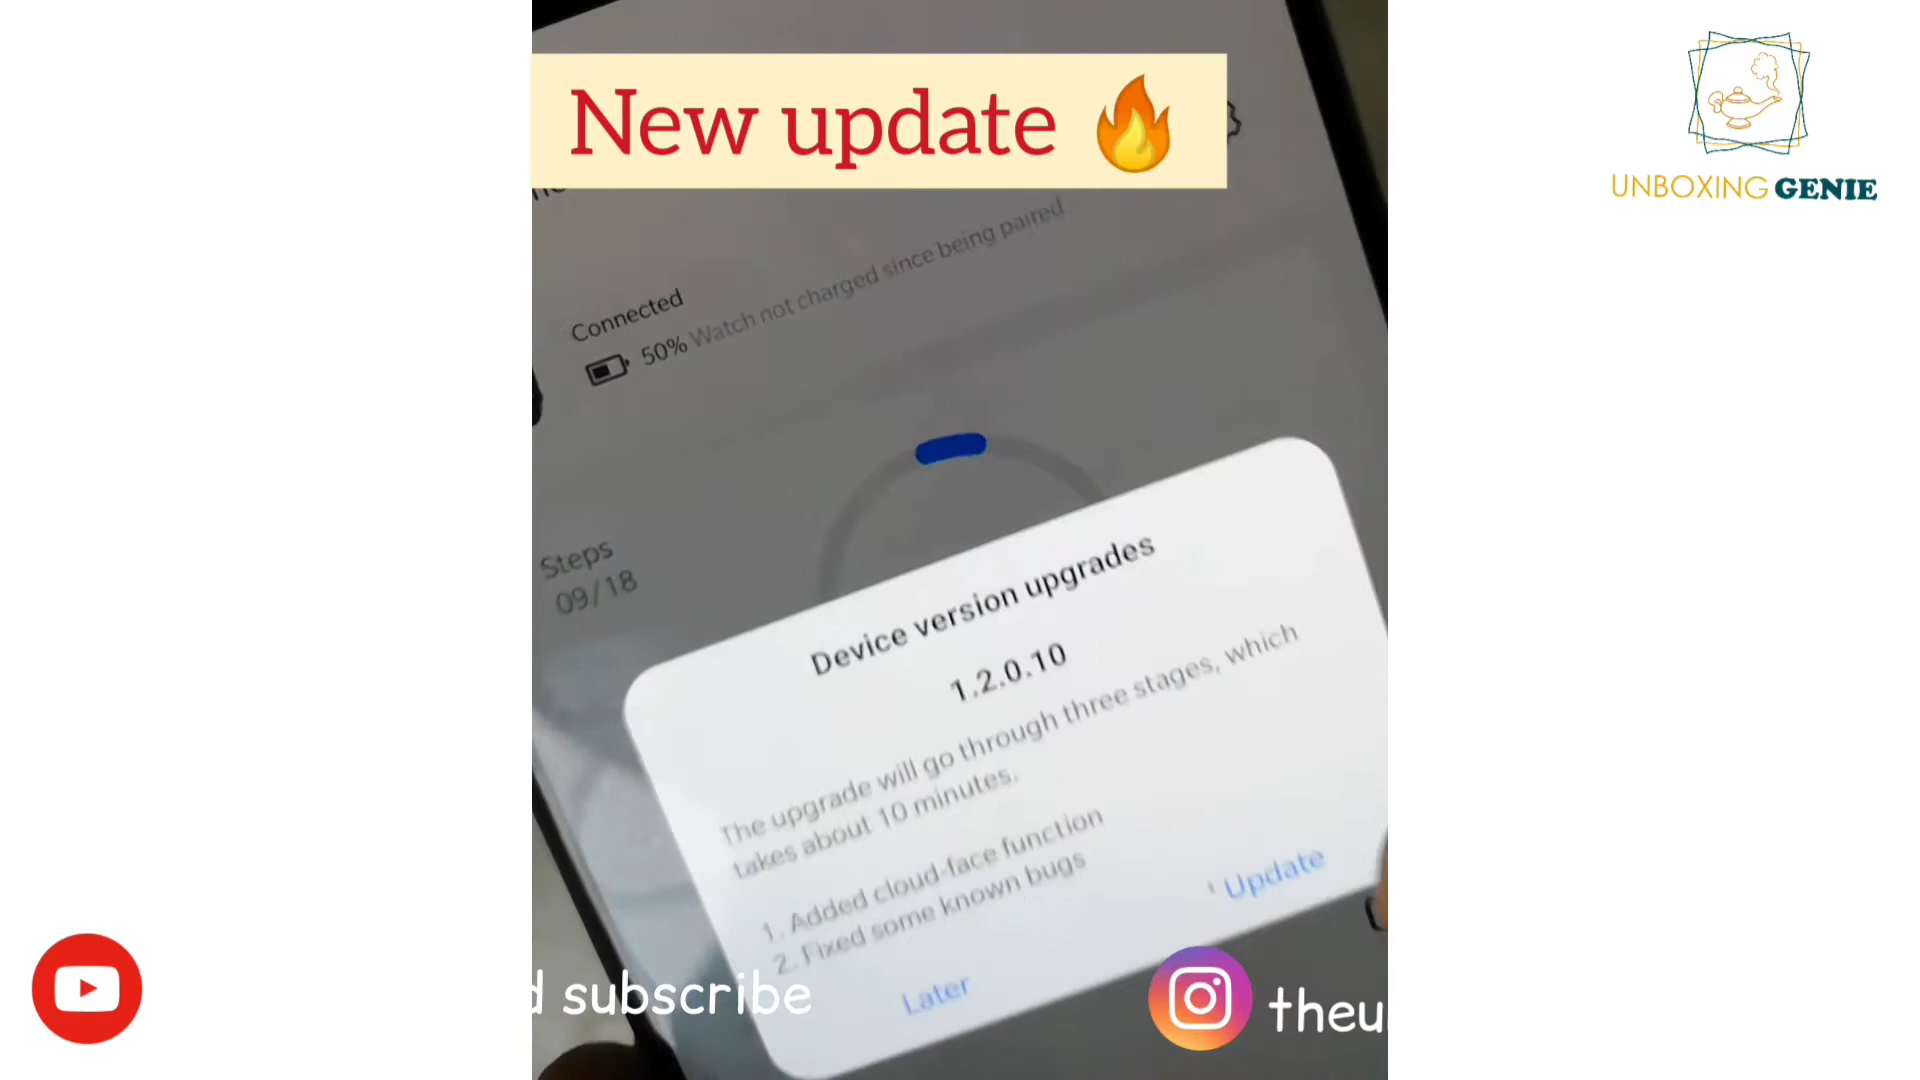 New update 🔥
UNBOXING GENIE
Connected
50% Watch not charged since being paired
Steps
09/18
Device version upgrades
1.2.0.10
The upgrade will go through three stages, which
takes about 10 minutes.
1. Added cloud-face function
2. Fixed some known bugs
Update
Later
subscribe
theu